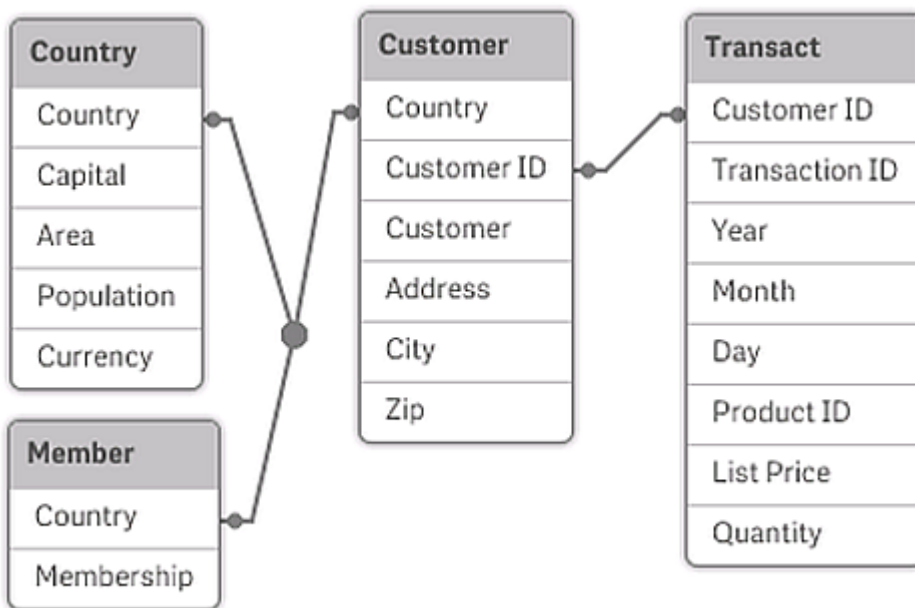 Country
Country
Capital
Area
Population
Currency
Member
Country
Membership
Customer
Country
Customer ID
Customer
Address
City
Zip
Transact
Customer ID
Transaction ID
Year
Month
Day
Product ID
List Price
Quantity